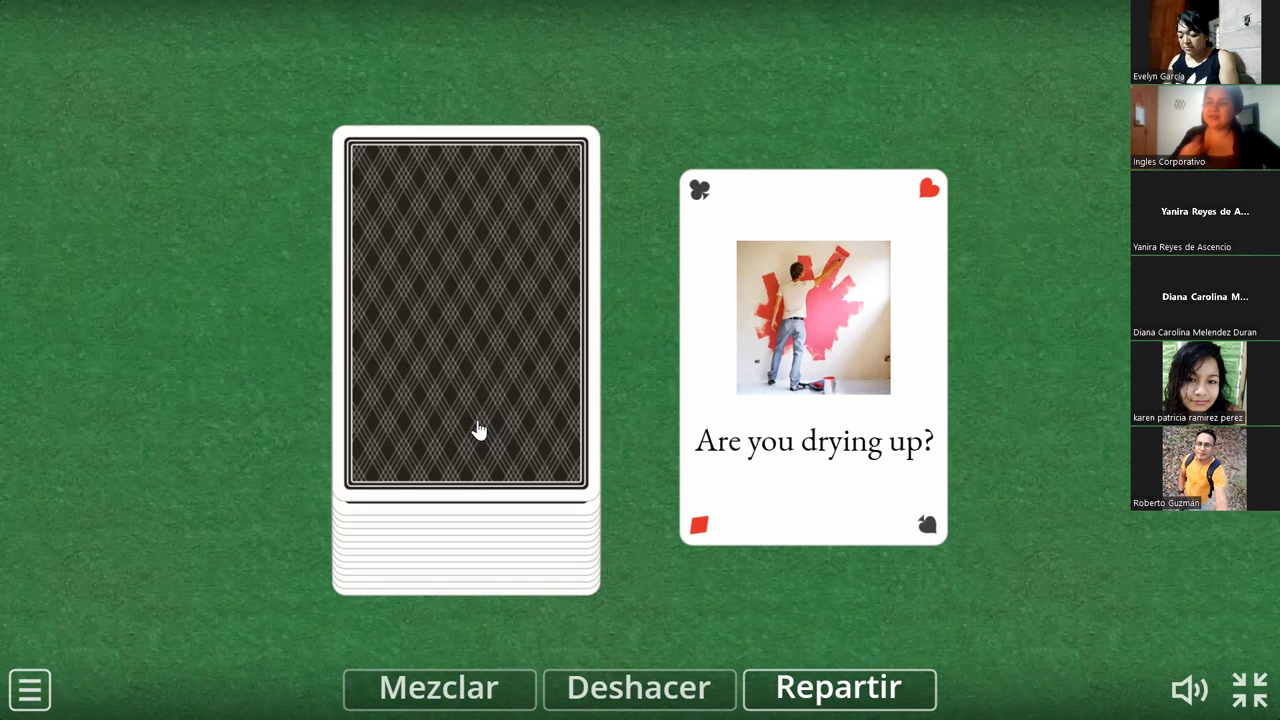 Are you drying up?
Mezclar
Deshacer
Repartir
Evelyn García
Ingles Corporativo
Yanira Reyes de A...
Yanira Reyes de Ascencio
Diana Carolina M...
Diana Carolina Melendez Duran
karen patricia ramirez perez
Roberto Guzmán